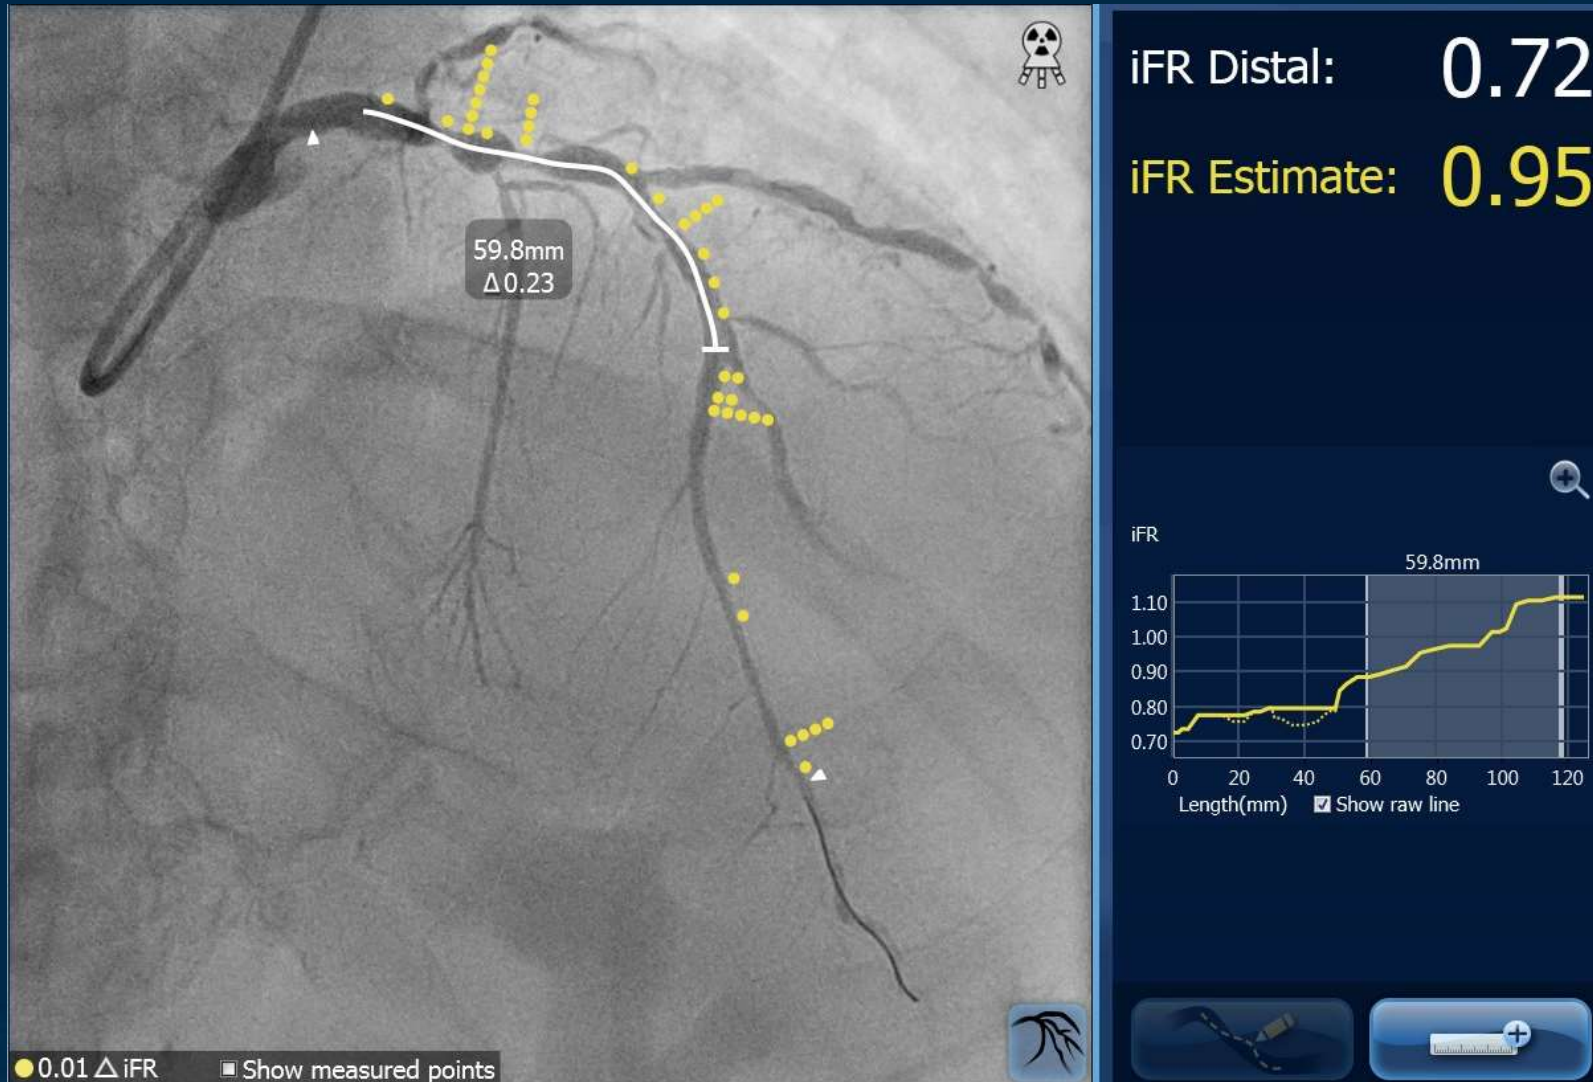 iFR Distal: 0.72
iFR Estimate: 0.95
59.8mm
Δ0.23
iFR
59.8mm
1.10
1.00
0.90
0.80
0.70
0 20 40 60 80 100 120
Length(mm) Show raw line
0.01 △ iFR Show measured points